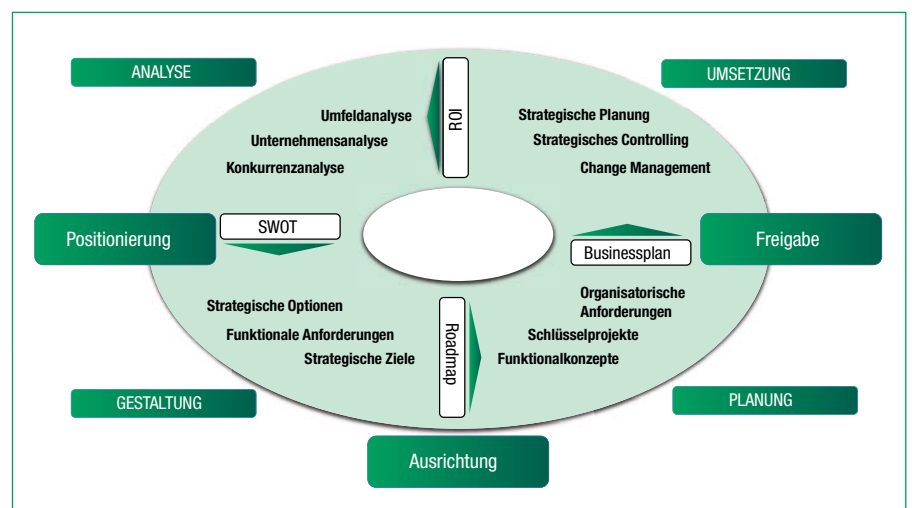 ANALYSE
UMSETZUNG
Umfeldanalyse
Unternehmensanalyse
Konkurrenzanalyse
ROI
Strategische Planung
Strategisches Controlling
Change Management
Positionierung
SWOT
Businessplan
Freigabe
Strategische Optionen
Funktionale Anforderungen
Strategische Ziele
Roadmap
Organisatorische
Anforderungen
Schlüsselprojekte
Funktionalkonzepte
GESTALTUNG
PLANUNG
Ausrichtung